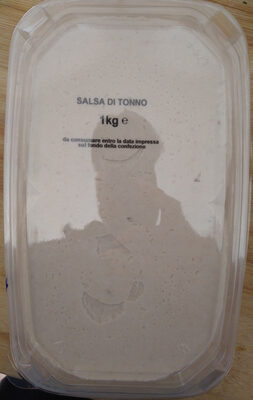 SALSA DI TONNO
1kg e
da consumare entro la data impressa
sul fondo della confezione